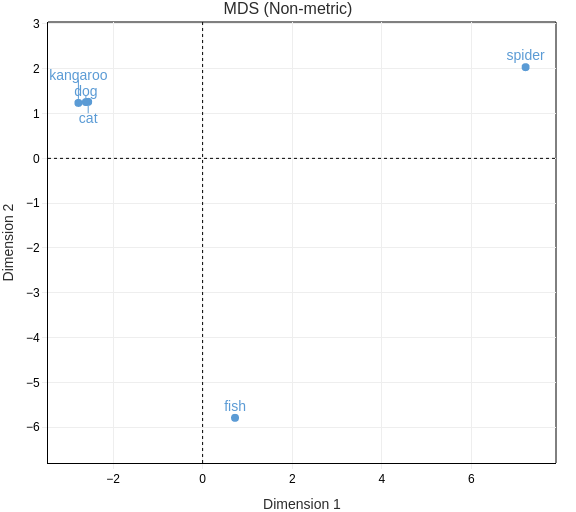 MDS (Non-metric)
3
2
1
0
−1
−2
−3
−4
−5
−6
Dimension 2
kangaroo
dog
cat
spider
fish
−2
0
2
4
6
Dimension 1